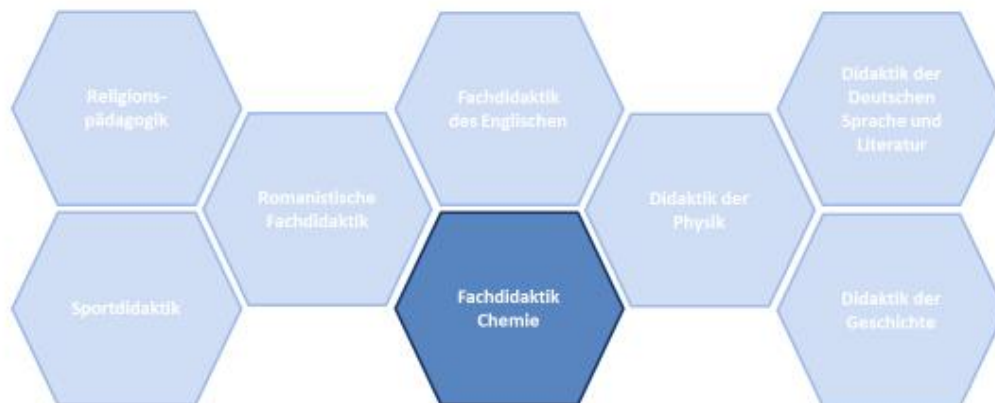 Religions-
pädagogik
Fachdidaktik
des Englischen
Didaktik der
Deutschen
Sprache und
Literatur
Romanistische
Fachdidaktik
Didaktik der
Physik
Sportdidaktik
Fachdidaktik
Chemie
Didaktik der
Geschichte